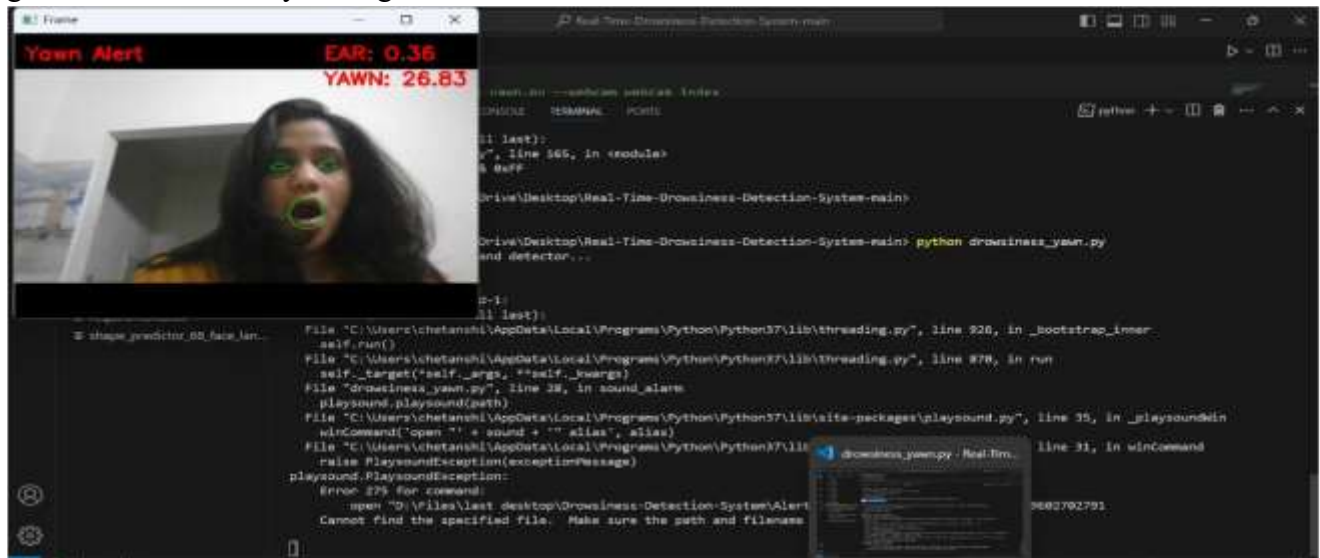 Frame
Real-Time-Drowsiness-Detection-System-main
Yawn Alert
EAR: 0.36
YAWN: 26.83
yawn.py --webcam webcam_index
CONSOLE TERMINAL PORTS
python
ll last):
", line 165, in <module>
& 0xFF
Drive\Desktop\Real-Time-Drowsiness-Detection-System-main>
Drive\Desktop\Real-Time-Drowsiness-Detection-System-main> python drowsiness_yawn.py
and detector...
d-1:
ll last):
shape_predictor_68_face_lan...
File "C:\Users\chetanshi\AppData\Local\Programs\Python\Python37\lib\threading.py", line 926, in _bootstrap_inner
self.run()
File "C:\Users\chetanshi\AppData\Local\Programs\Python\Python37\lib\threading.py", line 870, in run
self._target(*self._args, **self._kwargs)
File "drowsiness_yawn.py", line 28, in sound_alarm
playsound.playsound(path)
File "C:\Users\chetanshi\AppData\Local\Programs\Python\Python37\lib\site-packages\playsound.py", line 35, in _playsoundWin
winCommand('open "' + sound + '" alias', alias)
File "C:\Users\chetanshi\AppData\Local\Programs\Python\Python37\lib line 31, in winCommand
raise PlaysoundException(exceptionMessage)
playsound.PlaysoundException:
Error 275 for command:
open "D:\Files\last desktop\Drowsiness-Detection-System\Alert
Cannot find the specified file. Make sure the path and filename
drowsiness_yawn.py - Real-Tim...